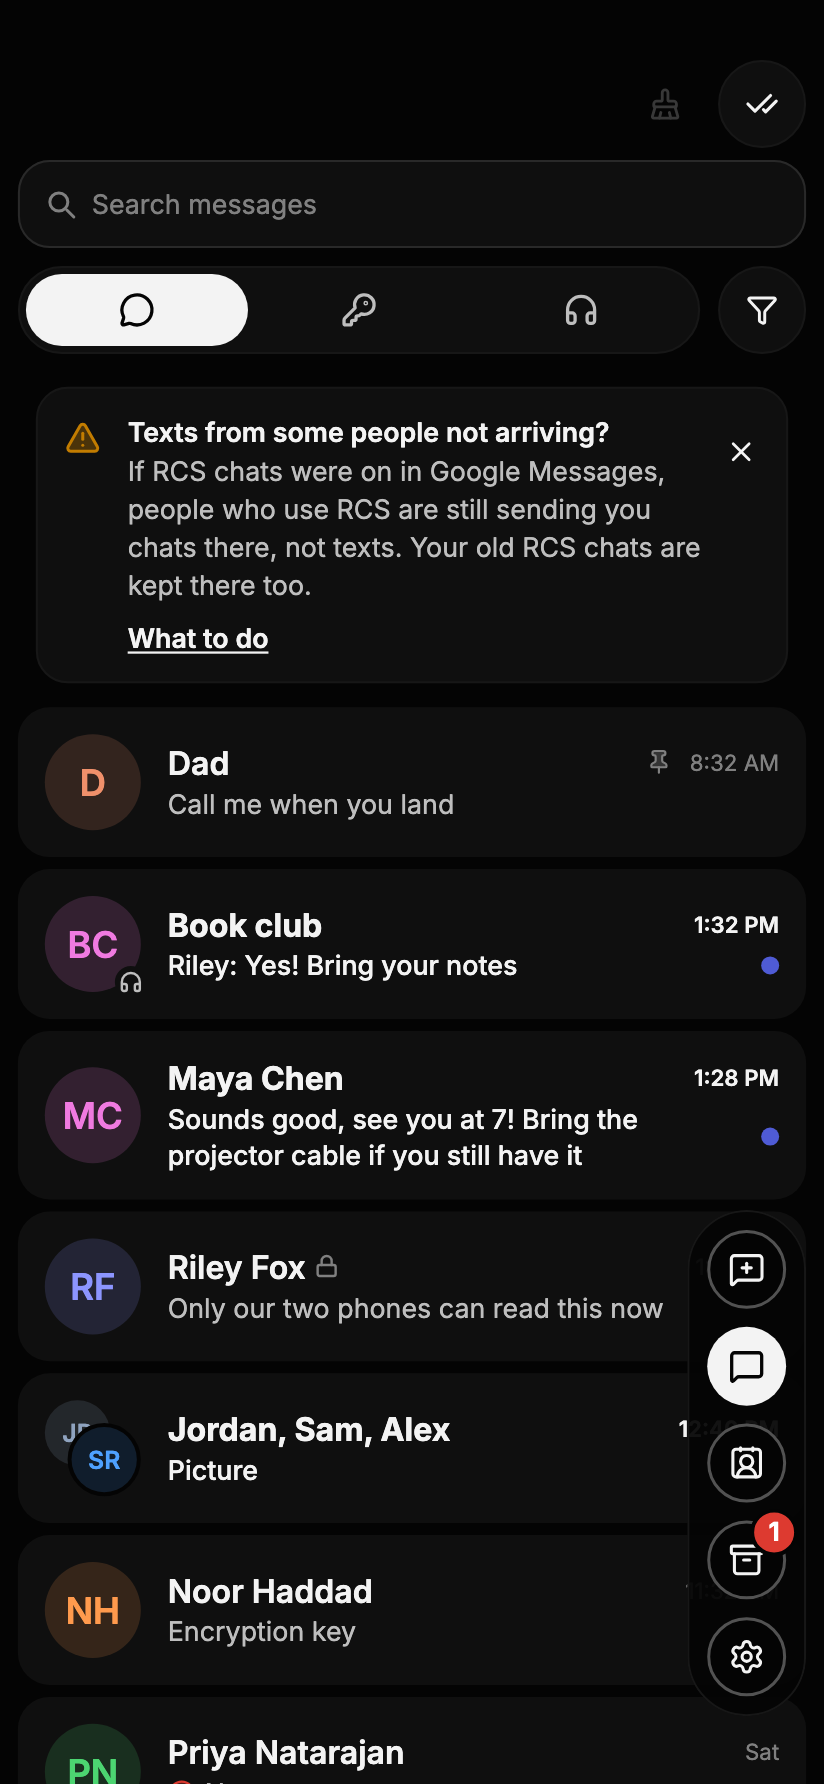 Search messages
Texts from some people not arriving?
If RCS chats were on in Google Messages,
people who use RCS are still sending you
chats there, not texts. Your old RCS chats are
kept there too.
What to do
D
Dad
8:32 AM
Call me when you land
BC
Book club
1:32 PM
Riley: Yes! Bring your notes
MC
Maya Chen
1:28 PM
Sounds good, see you at 7! Bring the
projector cable if you still have it
RF
Riley Fox
Only our two phones can read this now
SR
Jordan, Sam, Alex
12:48 PM
Picture
1
NH
Noor Haddad
Encryption key
PN
Priya Natarajan
Sat